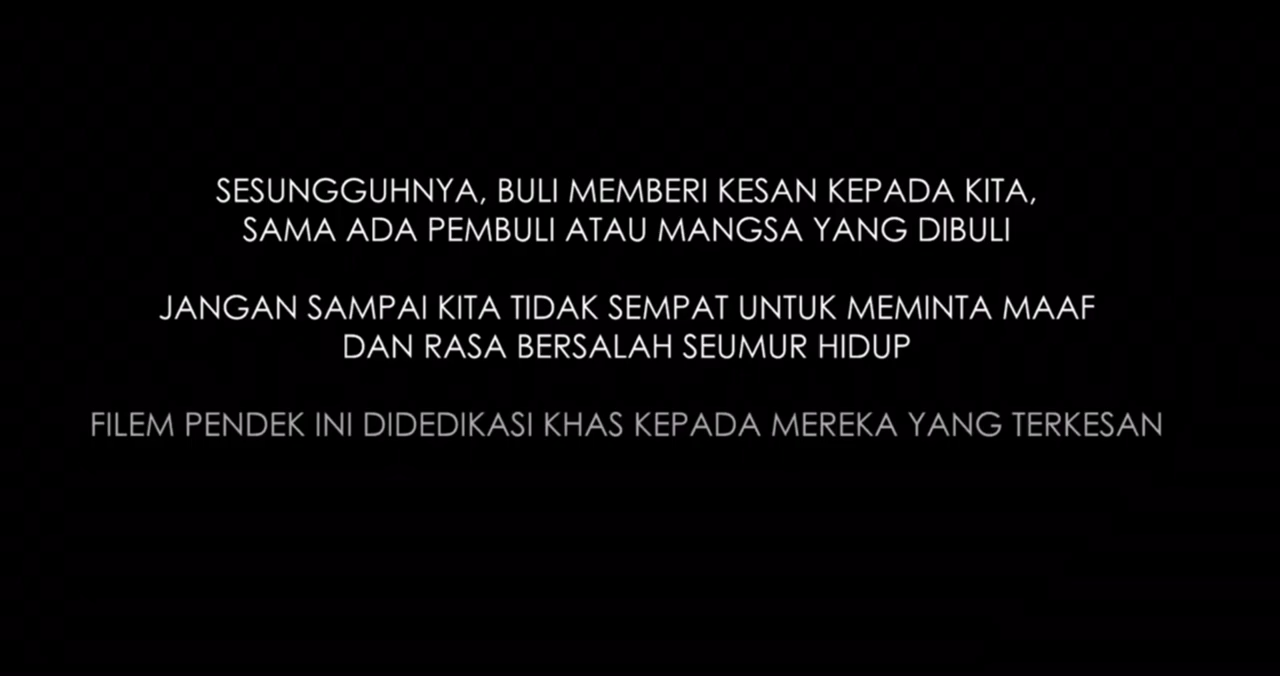 SESUNGGUHNYA, BULI MEMBERI KESAN KEPADA KITA,
SAMA ADA PEMBULI ATAU MANGSA YANG DIBULI
JANGAN SAMPAI KITA TIDAK SEMPAT UNTUK MEMINTA MAAF
DAN RASA BERSALAH SEUMUR HIDUP
FILEM PENDEK INI DIDEDIKASI KHAS KEPADA MEREKA YANG TERKESAN